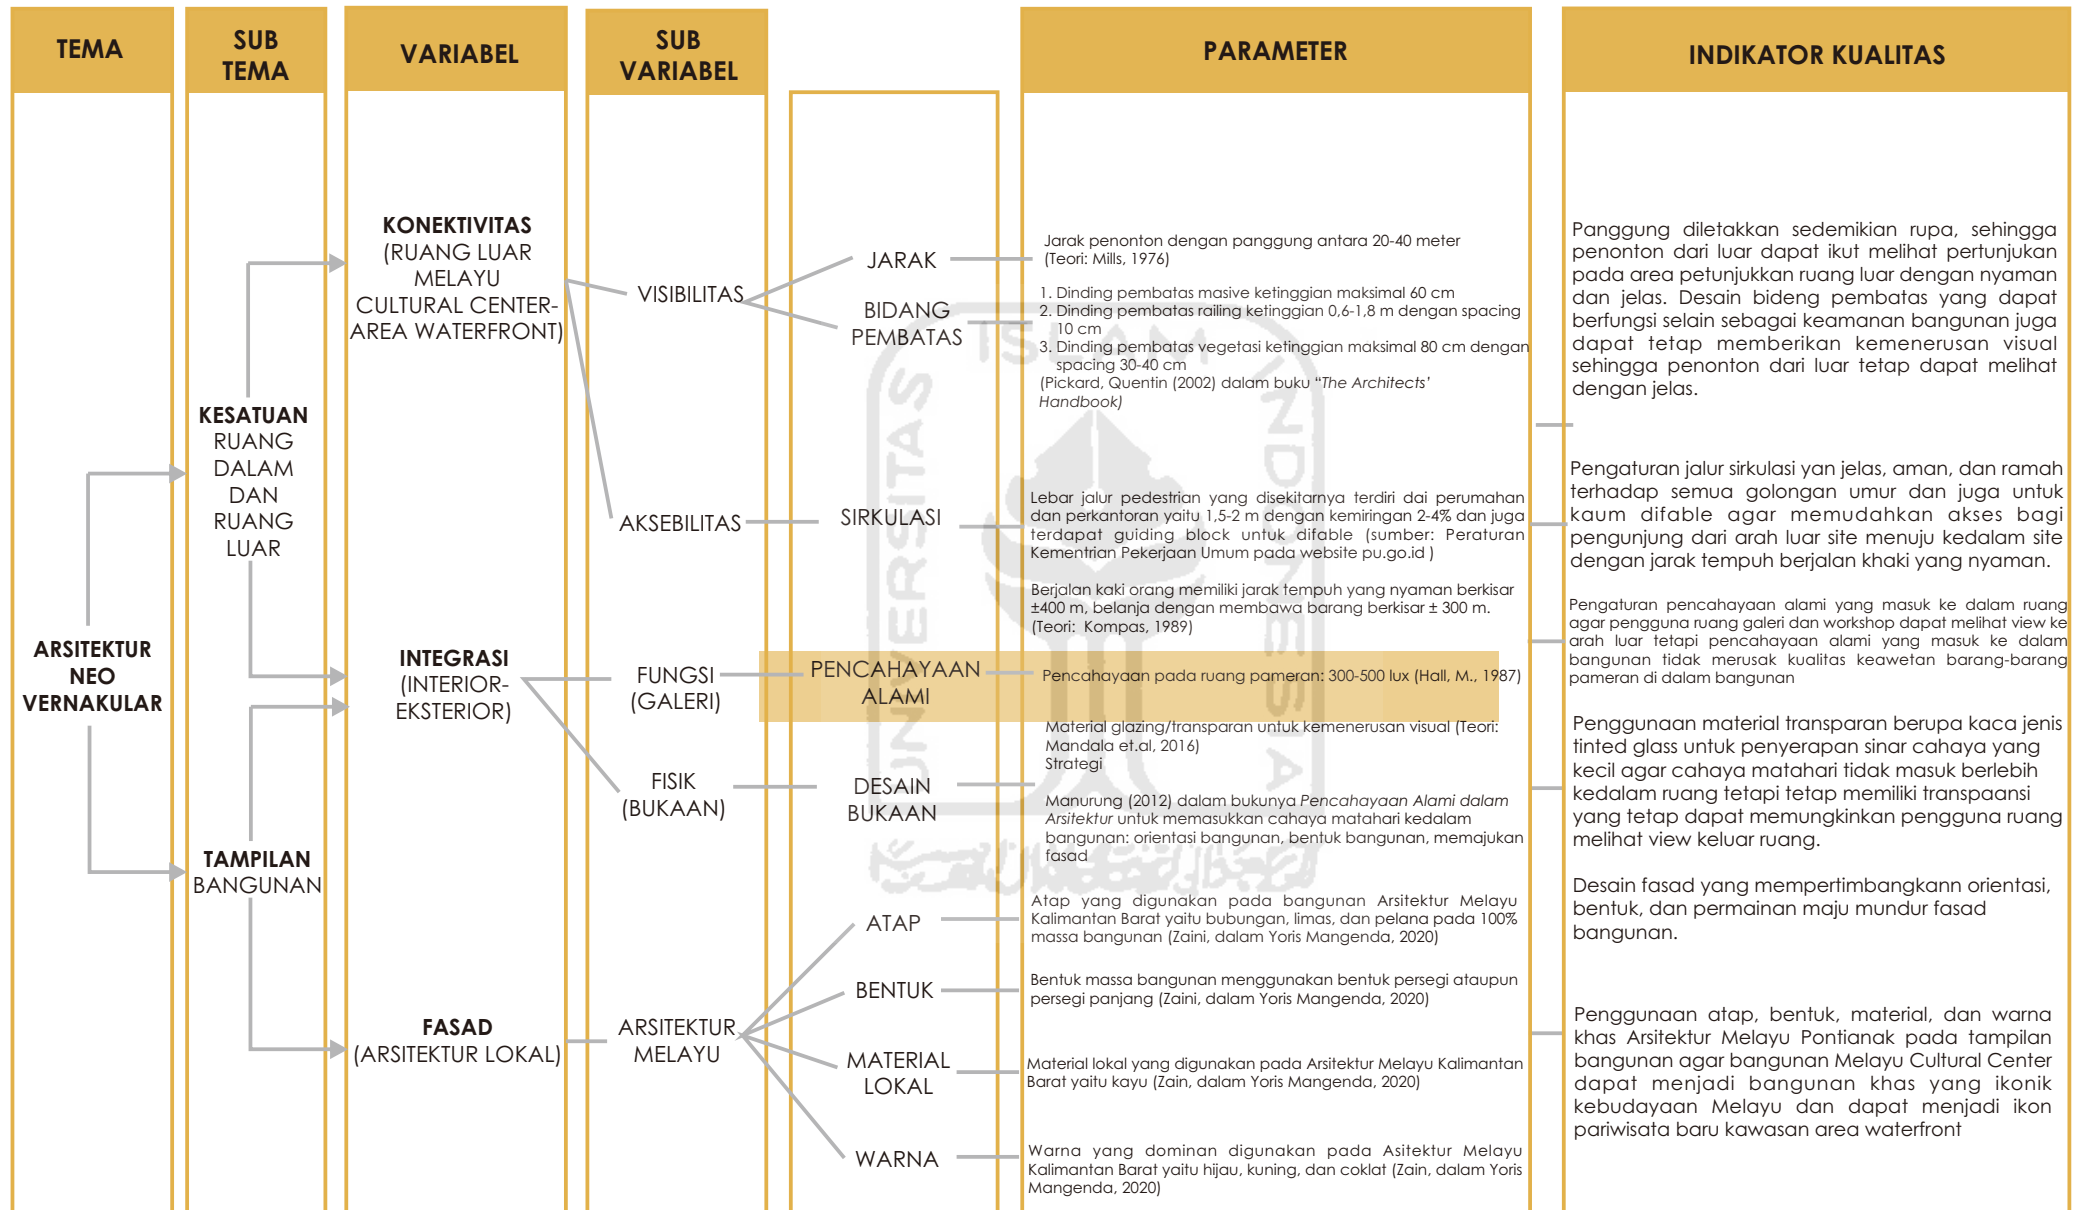 TEMA
SUB
TEMA
VARIABEL
SUB
VARIABEL
PARAMETER
INDIKATOR KUALITAS
ARSITEKTUR
NEO
VERNAKULAR
KESATUAN
RUANG
DALAM
DAN
RUANG
LUAR
TAMPILAN
BANGUNAN
KONEKTIVITAS
(RUANG LUAR
MELAYU
CULTURAL CENTER-
AREA WATERFRONT)
INTEGRASI
(INTERIOR-
EKSTERIOR)
FASAD
(ARSITEKTUR LOKAL)
VISIBILITAS
AKSEBILITAS
FUNGSI
(GALERI)
FISIK
(BUKAAN)
ARSITEKTUR
MELAYU
JARAK
BIDANG
PEMBATAS
SIRKULASI
PENCAHAYAAN
ALAMI
DESAIN
BUKAAN
ATAP
BENTUK
MATERIAL
LOKAL
WARNA
Jarak penonton dengan panggung antara 20-40 meter
(Teori: Mills, 1976)
1. Dinding pembatas masive ketinggian maksimal 60 cm
2. Dinding pembatas railing ketinggian 0,6-1,8 m dengan spacing
10 cm
3. Dinding pembatas vegetasi ketinggian maksimal 80 cm dengan
spacing 30-40 cm
(Pickard, Quentin (2002) dalam buku “The Architects’
Handbook)
Lebar jalur pedestrian yang disekitarnya terdiri dai perumahan
dan perkantoran yaitu 1,5-2 m dengan kemiringan 2-4% dan juga
terdapat guiding block untuk difable (sumber: Peraturan
Kementrian Pekerjaan Umum pada website pu.go.id )
Berjalan kaki orang memiliki jarak tempuh yang nyaman berkisar
±400 m, belanja dengan membawa barang berkisar ± 300 m.
(Teori: Kompas, 1989)
Pencahayaan pada ruang pameran: 300-500 lux (Hall, M., 1987)
Material glazing/transparan untuk kemenerusan visual (Teori:
Mandala et.al, 2016)
Strategi
Manurung (2012) dalam bukunya Pencahayaan Alami dalam
Arsitektur untuk memasukkan cahaya matahari kedalam
bangunan: orientasi bangunan, bentuk bangunan, memajukan
fasad
Atap yang digunakan pada bangunan Arsitektur Melayu
Kalimantan Barat yaitu bubungan, limas, dan pelana pada 100%
massa bangunan (Zaini, dalam Yoris Mangenda, 2020)
Bentuk massa bangunan menggunakan bentuk persegi ataupun
persegi panjang (Zaini, dalam Yoris Mangenda, 2020)
Material lokal yang digunakan pada Arsitektur Melayu Kalimantan
Barat yaitu kayu (Zain, dalam Yoris Mangenda, 2020)
Warna yang dominan digunakan pada Asitektur Melayu
Kalimantan Barat yaitu hijau, kuning, dan coklat (Zain, dalam Yoris
Mangenda, 2020)
Panggung diletakkan sedemikian rupa, sehingga
penonton dari luar dapat ikut melihat pertunjukan
pada area petunjukkan ruang luar dengan nyaman
dan jelas. Desain bideng pembatas yang dapat
berfungsi selain sebagai keamanan bangunan juga
dapat tetap memberikan kemenerusan visual
sehingga penonton dari luar tetap dapat melihat
dengan jelas.
Pengaturan jalur sirkulasi yan jelas, aman, dan ramah
terhadap semua golongan umur dan juga untuk
kaum difable agar memudahkan akses bagi
pengunjung dari arah luar site menuju kedalam site
dengan jarak tempuh berjalan khaki yang nyaman.
Pengaturan pencahayaan alami yang masuk ke dalam ruang
agar pengguna ruang galeri dan workshop dapat melihat view ke
arah luar tetapi pencahayaan alami yang masuk ke dalam
bangunan tidak merusak kualitas keawetan barang-barang
pameran di dalam bangunan
Penggunaan material transparan berupa kaca jenis
tinted glass untuk penyerapan sinar cahaya yang
kecil agar cahaya matahari tidak masuk berlebih
kedalam ruang tetapi tetap memiliki transpaansi
yang tetap dapat memungkinkan pengguna ruang
melihat view keluar ruang.
Desain fasad yang mempertimbangkann orientasi,
bentuk, dan permainan maju mundur fasad
bangunan.
Penggunaan atap, bentuk, material, dan warna
khas Arsitektur Melayu Pontianak pada tampilan
bangunan agar bangunan Melayu Cultural Center
dapat menjadi bangunan khas yang ikonik
kebudayaan Melayu dan dapat menjadi ikon
pariwisata baru kawasan area waterfront
UNIVERSITAS
ISLAM
INDONESIA